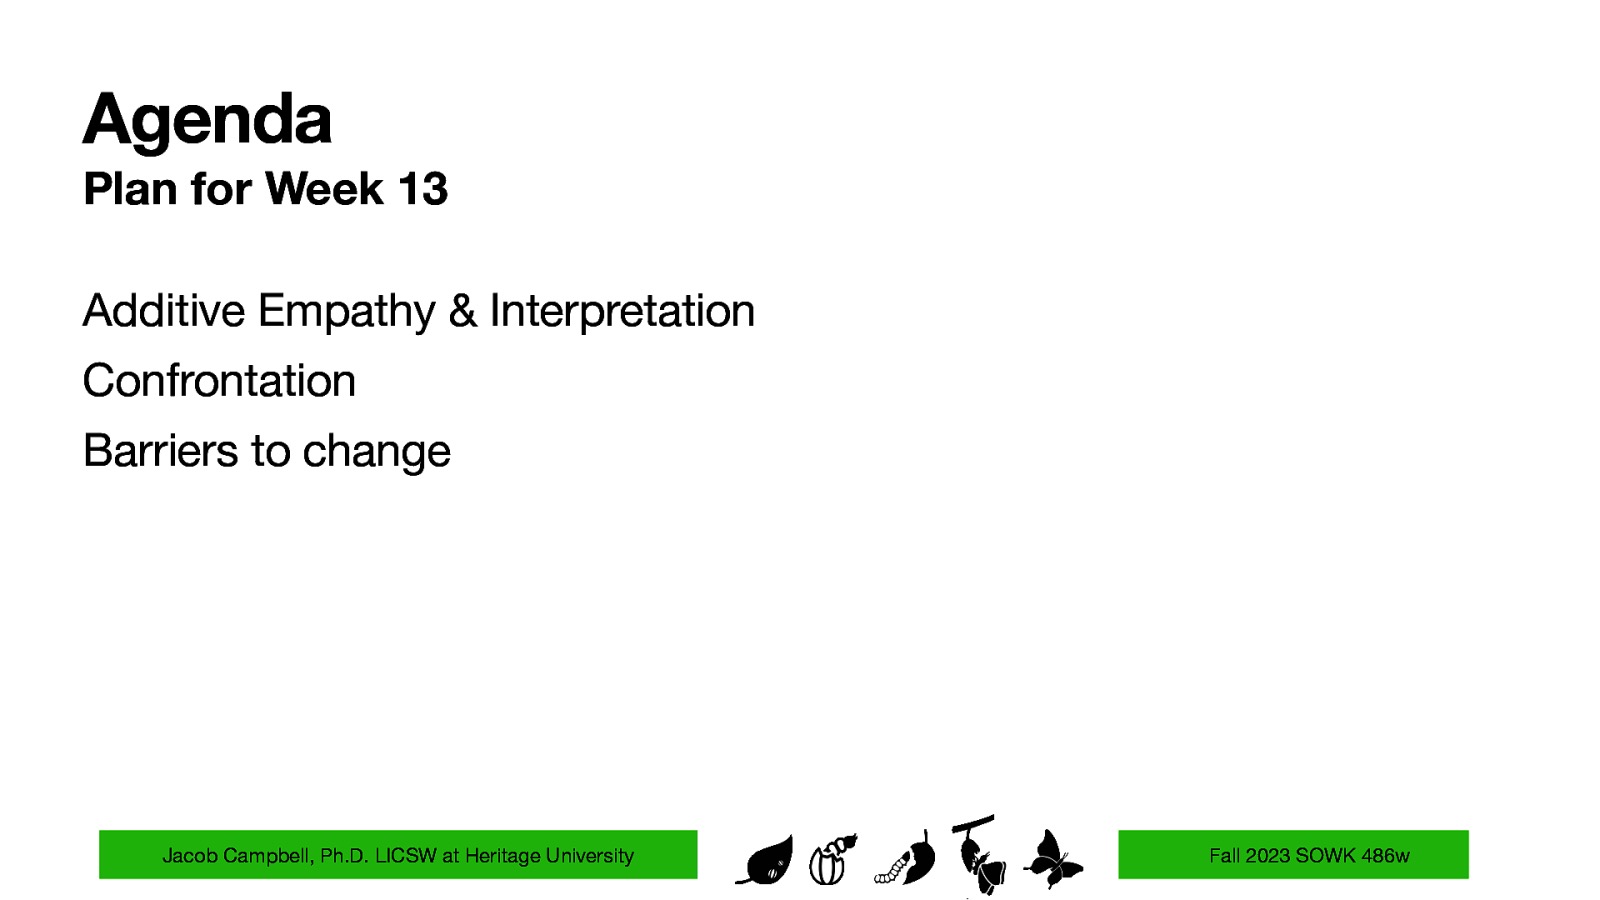 Agenda
Plan for Week 13
Additive Empathy & Interpretation
Confrontation
Barriers to change
Jacob Campbell, Ph.D. LICSW at Heritage University
Fall 2023 SOWK 486w